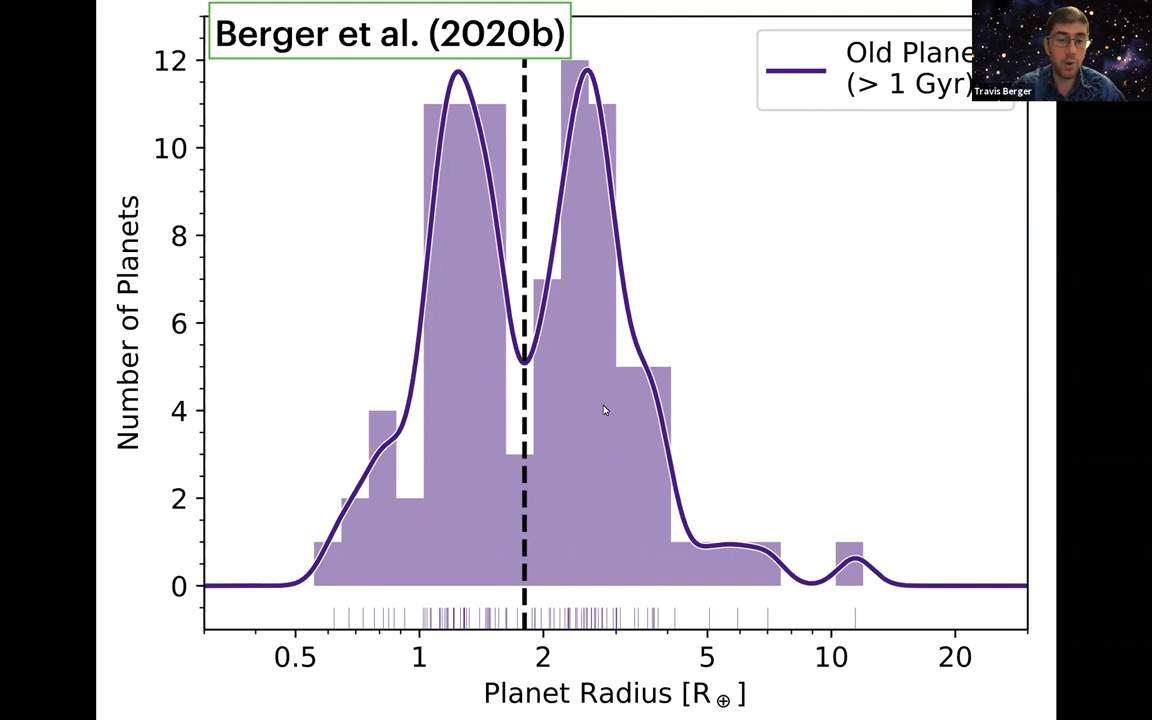 Berger et al. (2020b)
Old Plane
(> 1 Gyr)
Travis Berger
12
10
8
6
4
2
0
Number of Planets
0.5 1 2 5 10 20
Planet Radius [R⊕]